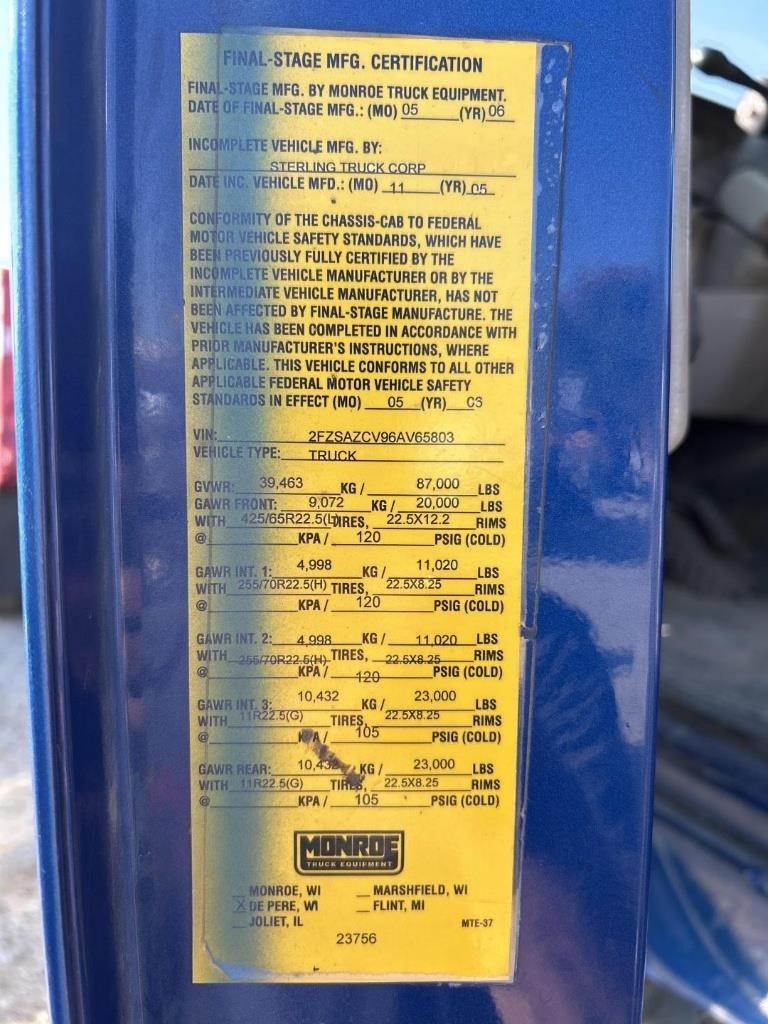 FINAL-STAGE MFG. CERTIFICATION
FINAL-STAGE MFG. BY MONROE TRUCK EQUIPMENT.
DATE OF FINAL-STAGE MFG.: (MO) 05 (YR) 06
INCOMPLETE VEHICLE MFG. BY:
STERLING TRUCK CORP
DATE INC. VEHICLE MFD.: (MO) 11 (YR) 05
CONFORMITY OF THE CHASSIS-CAB TO FEDERAL
MOTOR VEHICLE SAFETY STANDARDS, WHICH HAVE
BEEN PREVIOUSLY FULLY CERTIFIED BY THE
INCOMPLETE VEHICLE MANUFACTURER OR BY THE
INTERMEDIATE VEHICLE MANUFACTURER, HAS NOT
BEEN AFFECTED BY FINAL-STAGE MANUFACTURE. THE
VEHICLE HAS BEEN COMPLETED IN ACCORDANCE WITH
PRIOR MANUFACTURER'S INSTRUCTIONS, WHERE
APPLICABLE. THIS VEHICLE CONFORMS TO ALL OTHER
APPLICABLE FEDERAL MOTOR VEHICLE SAFETY
STANDARDS IN EFFECT (MO) 05 (YR)
VIN: 2FZSAZCV96AV65803
VEHICLE TYPE: TRUCK
GVWR: 39,463 KG / 87,000 LBS
GAWR FRONT: 9,072 KG / 20,000 LBS
WITH 425/65R22.5(L) TIRES, 22.5X12.2 RIMS
@ KPA / 120 PSIG (COLD)
GAWR INT. 1: 4,998 KG / 11,020 LBS
WITH 255/70R22.5(H) TIRES, 22.5X8.25 RIMS
@ KPA / 120 PSIG (COLD)
GAWR INT. 2: 4,998 KG / 11,020 LBS
WITH 255/70R22.5(H) TIRES, 22.5X8.25 RIMS
@ KPA / 120 PSIG (COLD)
GAWR INT. 3: 10,432 KG / 23,000 LBS
WITH 11R22.5(G) TIRES, 22.5X8.25 RIMS
@ KPA / 105 PSIG (COLD)
GAWR REAR: 10,432 KG / 23,000 LBS
WITH 11R22.5(G) TIRES, 22.5X8.25 RIMS
@ KPA / 105 PSIG (COLD)
MONROE
TRUCK EQUIPMENT
MONROE, WI MARSHFIELD, WI
X DE PERE, WI FLINT, MI
JOLIET, IL MTE-37
23756